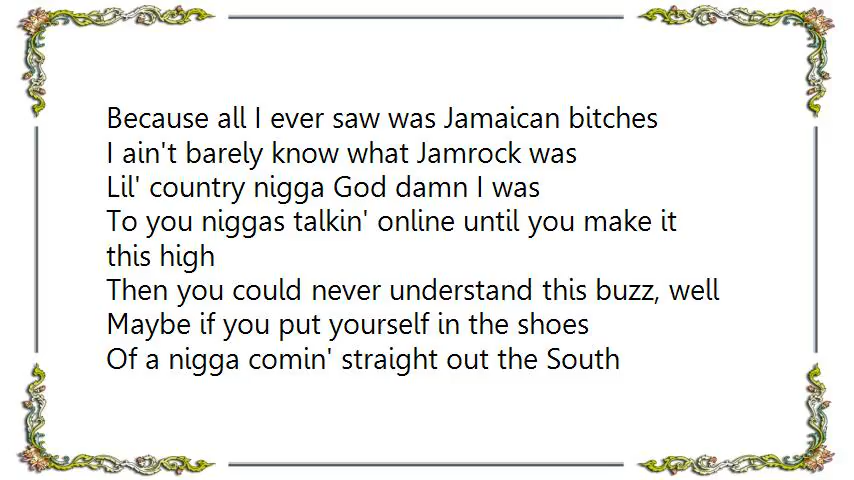 Because all I ever saw was Jamaican bitches
I ain't barely know what Jamrock was
Lil' country nigga God damn I was
To you niggas talkin' online until you make it
this high
Then you could never understand this buzz, well
Maybe if you put yourself in the shoes
Of a nigga comin' straight out the South